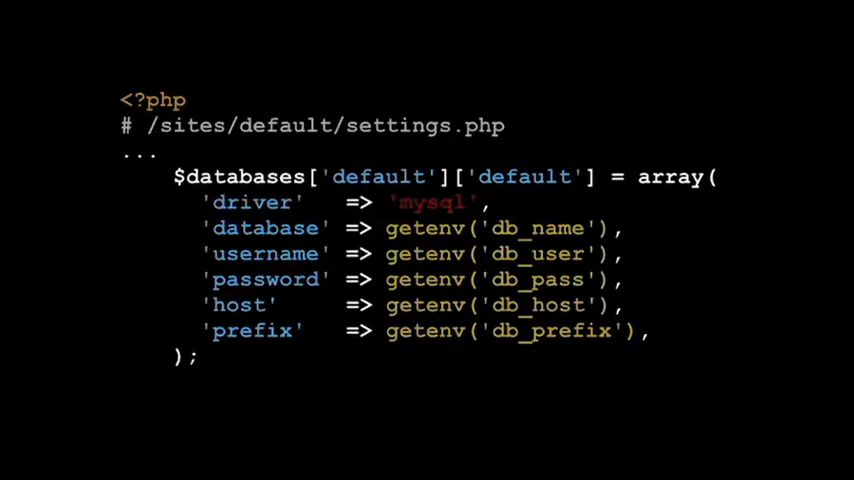 <?php
# /sites/default/settings.php
...
$databases['default']['default'] = array(
'driver' => 'mysql',
'database' => getenv('db_name'),
'username' => getenv('db_user'),
'password' => getenv('db_pass'),
'host' => getenv('db_host'),
'prefix' => getenv('db_prefix'),
);